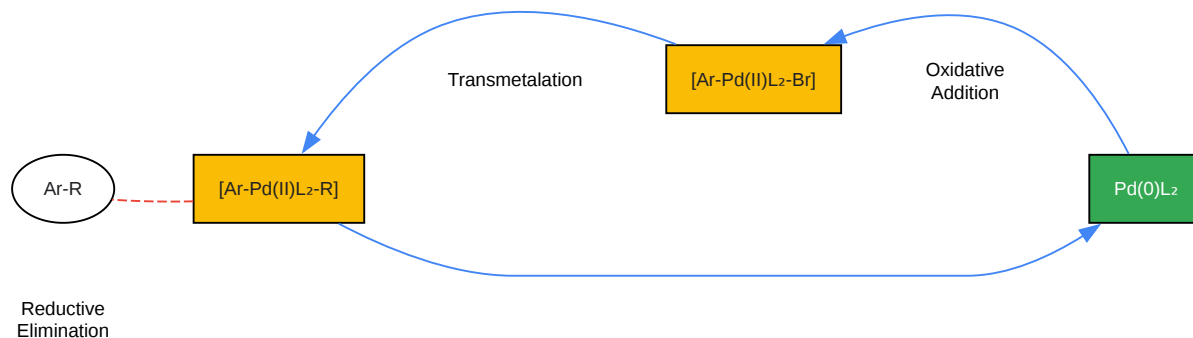 Oxidative
Addition
Transmetalation
[Ar-Pd(II)L₂-Br]
Ar-R
[Ar-Pd(II)L₂-R]
Pd(0)L₂
Reductive
Elimination